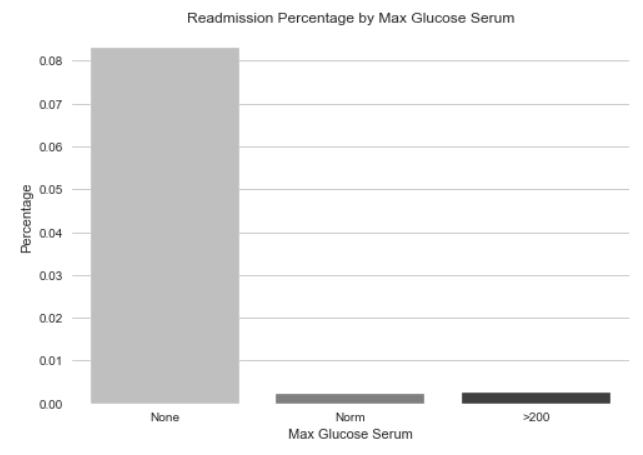 Readmission Percentage by Max Glucose Serum
0.08
0.07
0.06
0.05
0.04
0.03
0.02
0.01
0.00
Percentage
None Norm >200
Max Glucose Serum